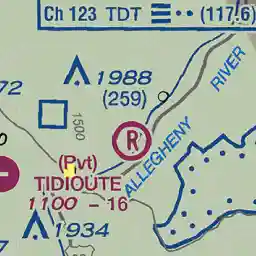 Ch 123 TDT (117.6)
72
1988
(259)
1500
R
ALLEGHENY
RIVER
(Pvt)
TIDIOUTE
1100 - 16
1934